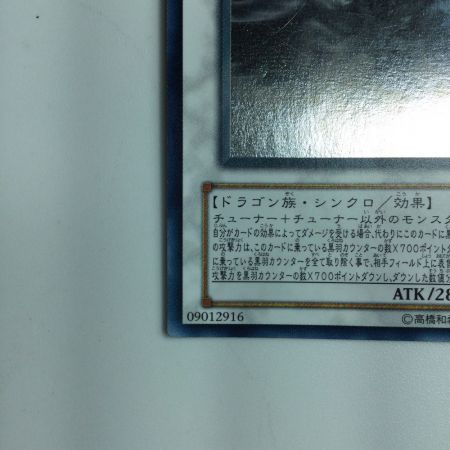 【ドラゴン族・シンクロ／効果】
チューナー＋チューナー以外のモンスタ
自分がカードの効果によってダメージを受ける場合、代わりにこのカードに黒
の攻撃力は、このカードに乗っている黒羽カウンターの数×700ポイントダ
に乗っている黒羽カウンターを全て取り除く事で、相手フィールド上に表
攻撃力を黒羽カウンターの数×700ポイントダウンし、ダウンした数値
ATK/28
09012916
©高橋和